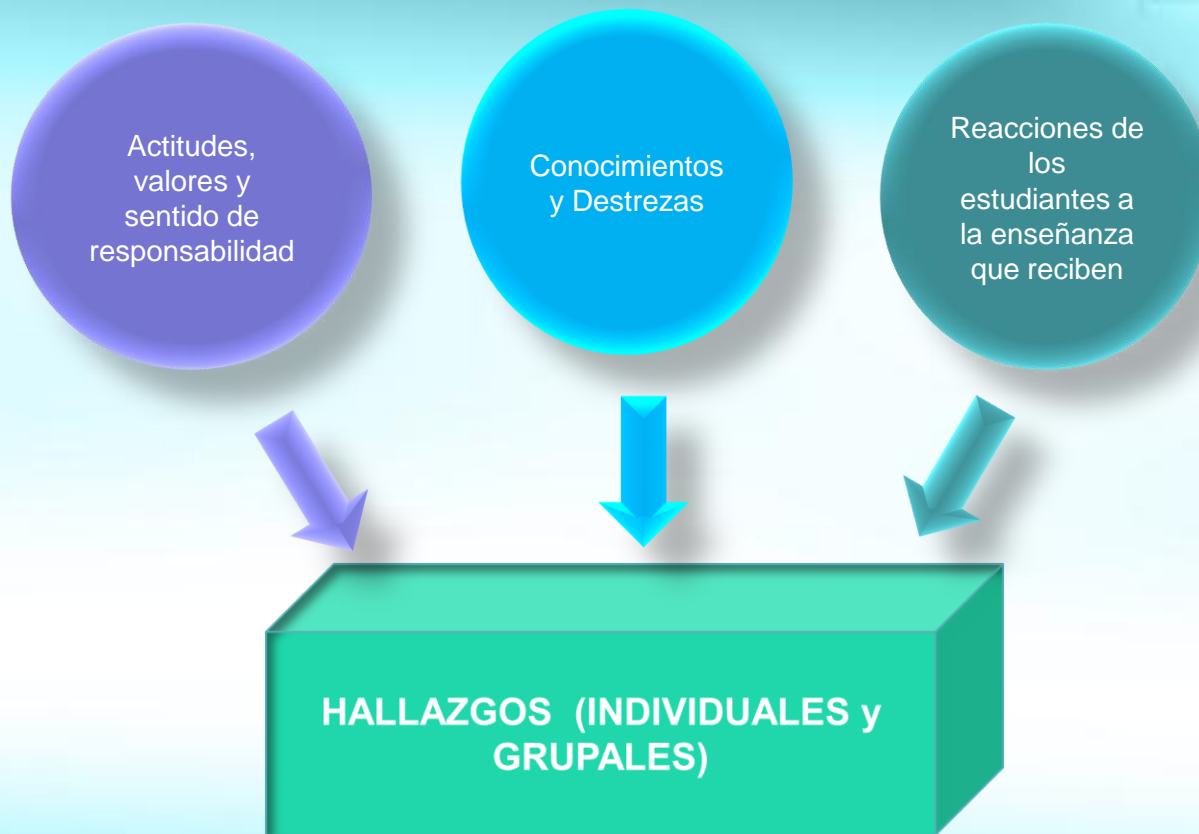 Actitudes,
valores y
sentido de
responsabilidad
Conocimientos
y Destrezas
Reacciones de
los
estudiantes a
la enseñanza
que reciben
HALLAZGOS (INDIVIDUALES y
GRUPALES)